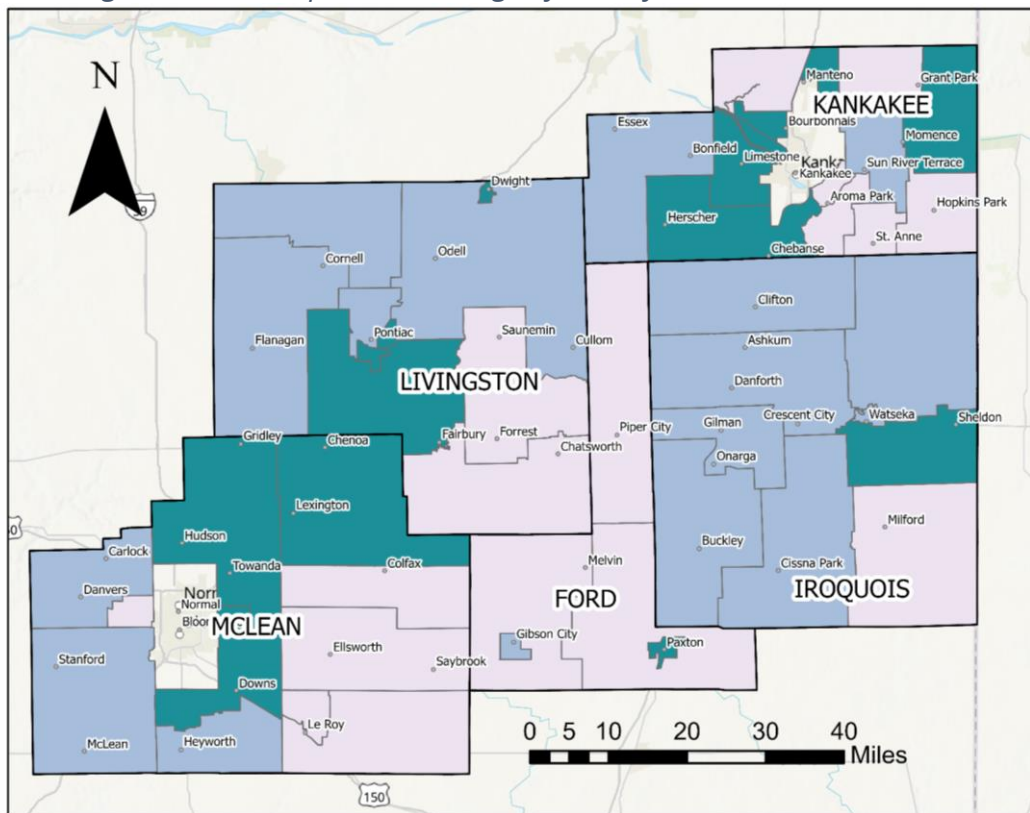 N
39
Manteno
Grant Park
KANKAKEE
Essex
Bourbonnais
Momence
Bonfield
Limestone
Kanka
Kankakee
Sun River Terrace
Dwight
Aroma Park
Hopkins Park
Herscher
St. Anne
Chebanse
Odell
Cornell
Clifton
Pontiac
Saunemin
Flanagan
Cullom
Ashkum
LIVINGSTON
Danforth
Crescent City
Watseka
Sheldon
Gilman
Gridley
Chenoa
Fairbury
Forrest
Piper City
Chatsworth
Onarga
Lexington
Milford
Hudson
Carlock
Buckley
Colfax
Melvin
Cissna Park
Towanda
IROQUOIS
Danvers
Norr
Normal
FORD
Bloo
MCLEAN
Gibson City
Paxton
Ellsworth
Stanford
Saybrook
Downs
Le Roy
McLean
Heyworth
0 5 10 20 30 40
Miles
150